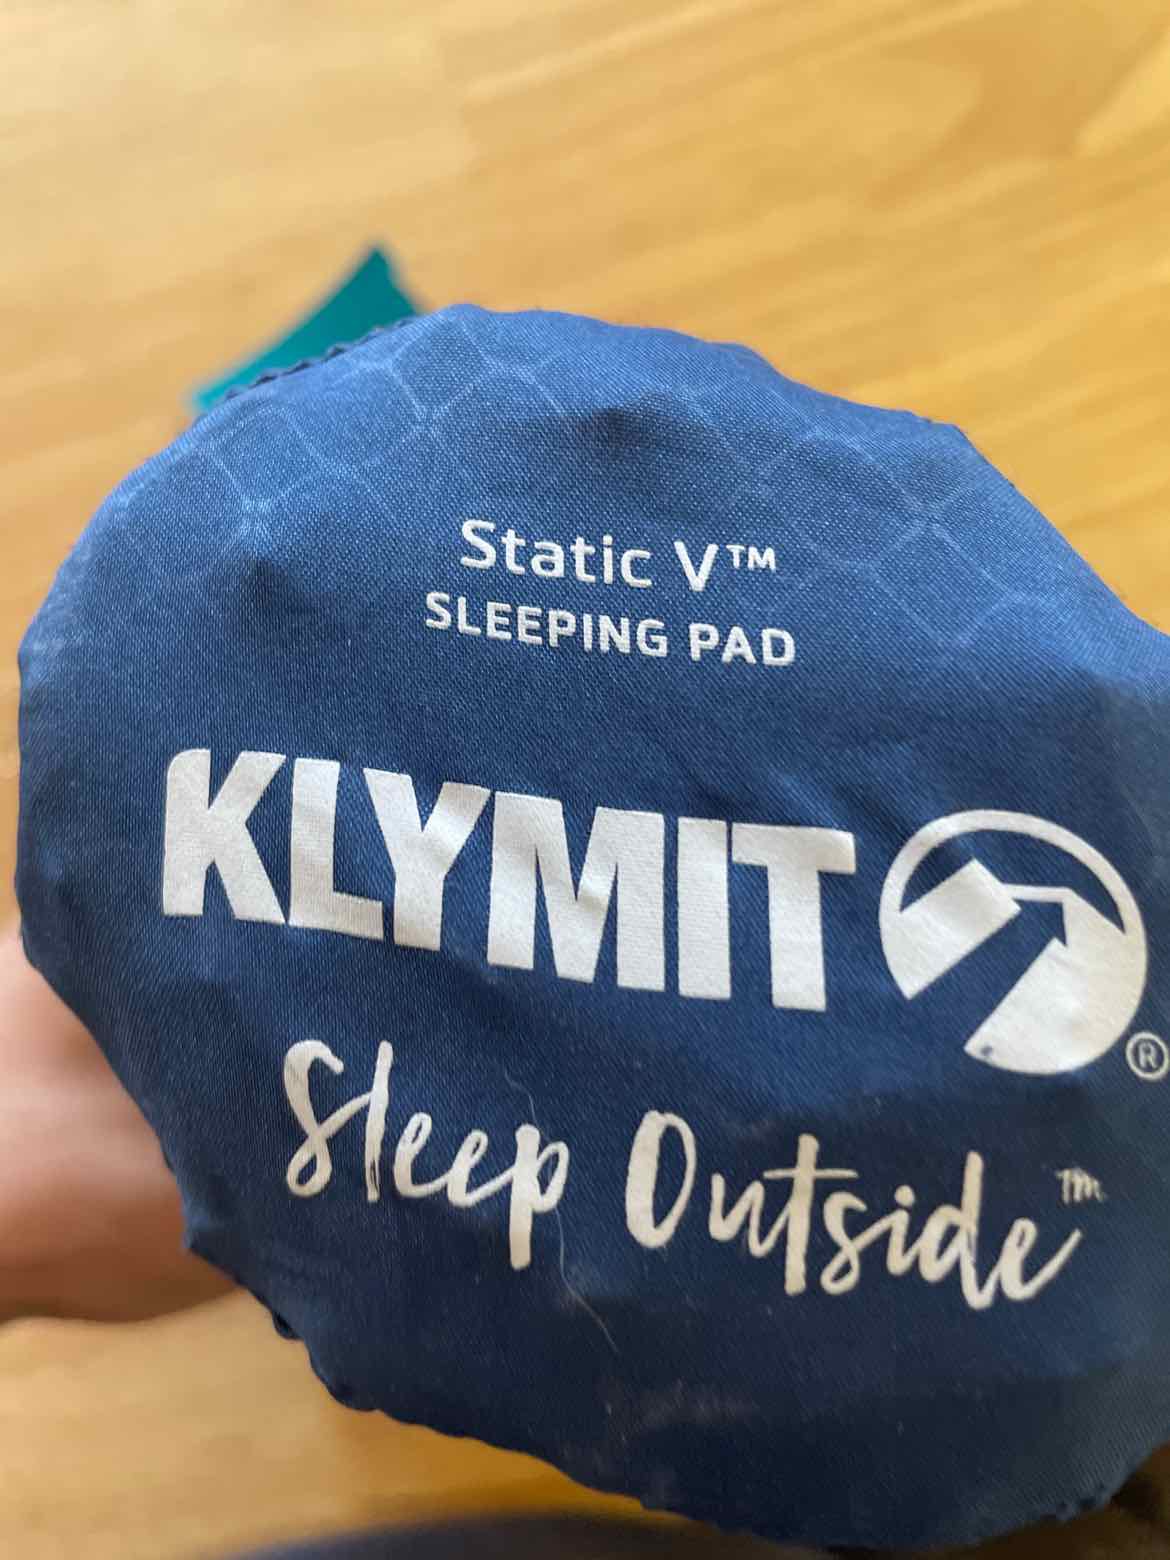 Static V™
SLEEPING PAD
KLYMIT ®
Sleep Outside™